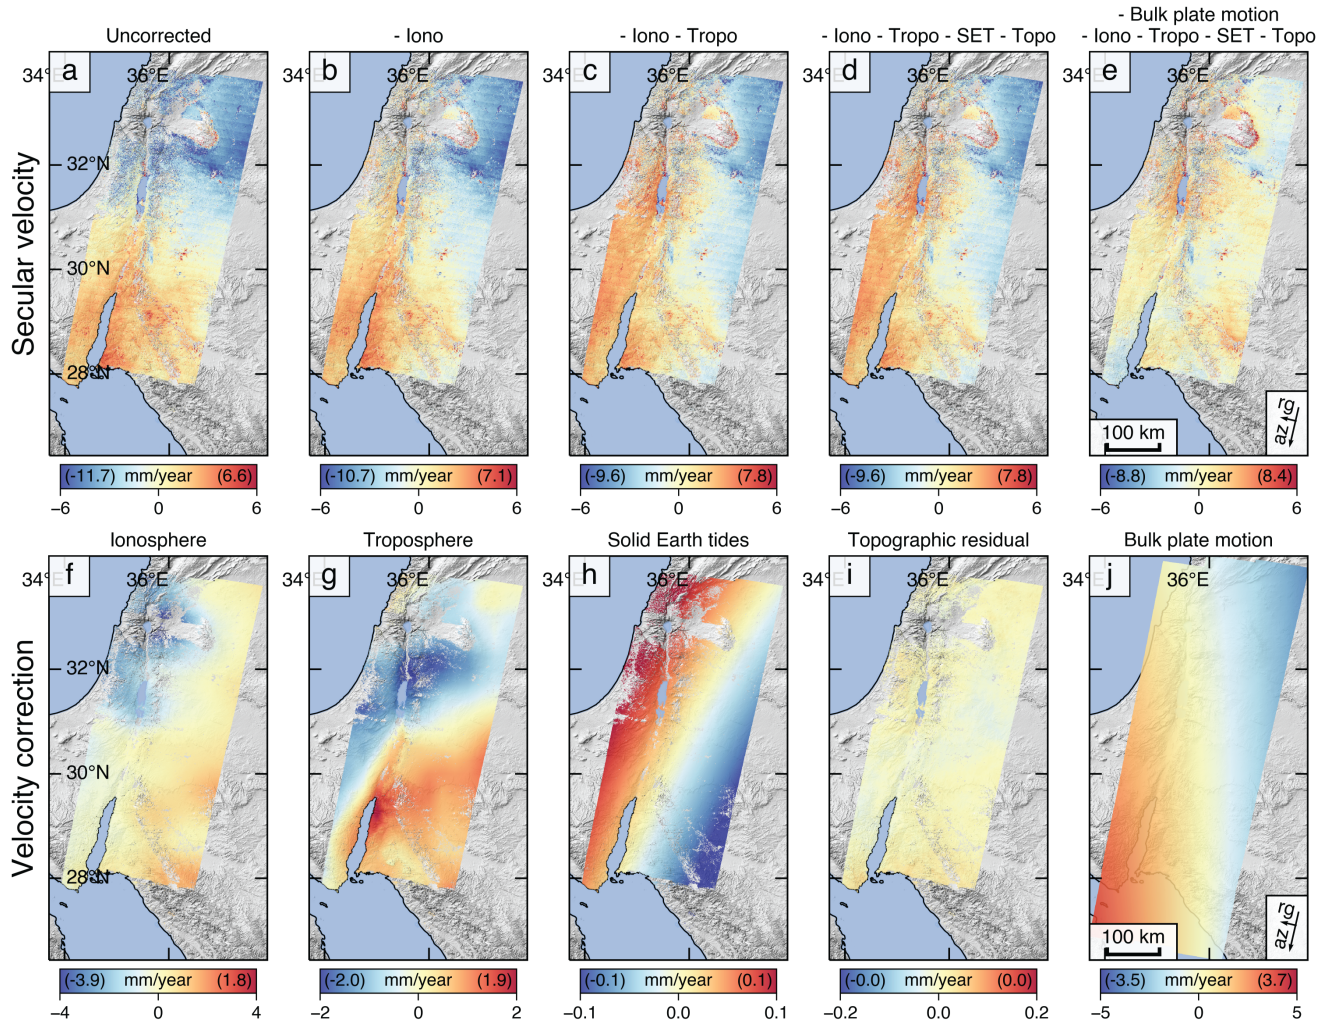 - Bulk plate motion
Uncorrected
- Iono
- Iono - Tropo
- Iono - Tropo - SET - Topo
- Iono - Tropo - SET - Topo
Secular velocity
a
34°E
36°E
32°N
30°N
28°N
b
34°E
36°E
c
34°E
36°E
d
34°E
36°E
e
34°E
36°E
100 km
rg
az
(-11.7) mm/year (6.6)
−6 0 6
(-10.7) mm/year (7.1)
−6 0 6
(-9.6) mm/year (7.8)
−6 0 6
(-9.6) mm/year (7.8)
−6 0 6
(-8.8) mm/year (8.4)
−6 0 6
Ionosphere
Troposphere
Solid Earth tides
Topographic residual
Bulk plate motion
Velocity correction
f
34°E
36°E
32°N
30°N
28°N
g
34°E
36°E
h
34°E
36°E
i
34°E
36°E
j
34°E
36°E
100 km
rg
az
(-3.9) mm/year (1.8)
−4 0 4
(-2.0) mm/year (1.9)
−2 0 2
(-0.1) mm/year (0.1)
−0.1 0.0 0.1
(-0.0) mm/year (0.0)
−0.2 0.0 0.2
(-3.5) mm/year (3.7)
−5 0 5